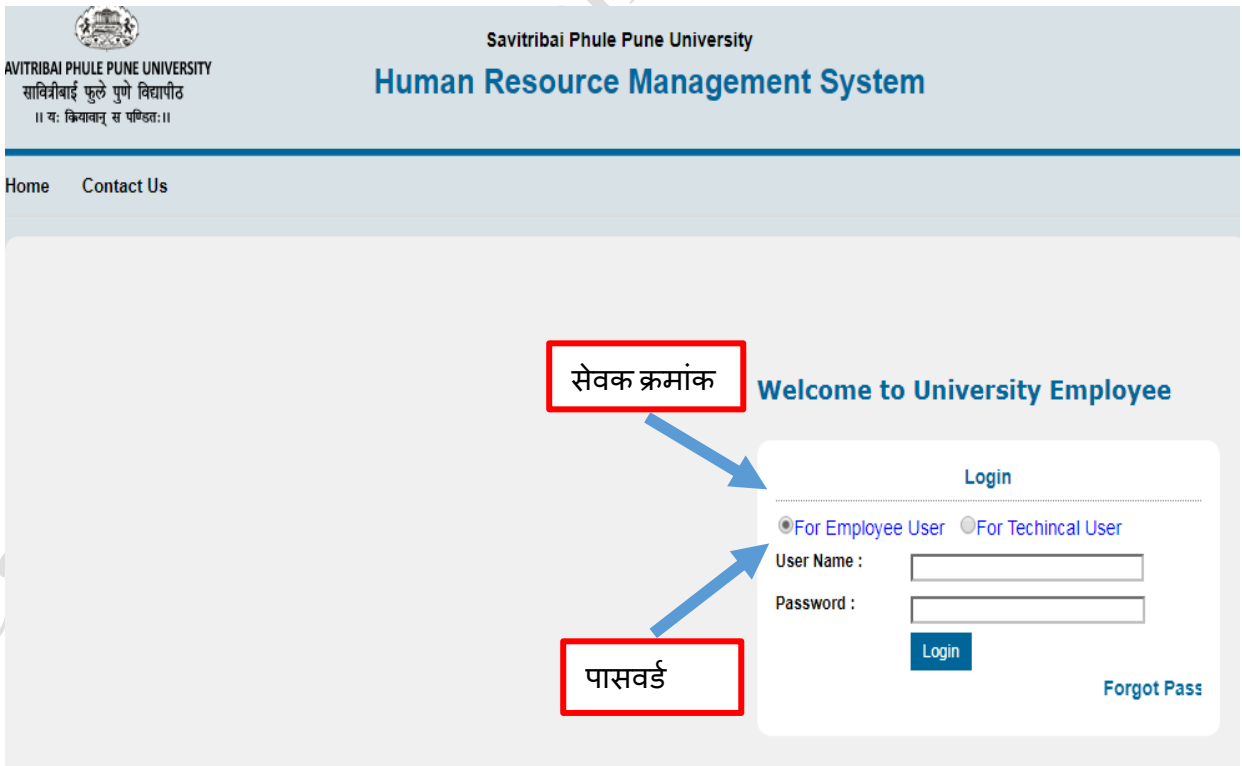 Savitribai Phule Pune University
Human Resource Management System
AVITRIBAI PHULE PUNE UNIVERSITY
सावित्रीबाई फुले पुणे विद्यापीठ
॥ य: क्रियावान् स पण्डित:॥
Home Contact Us
सेवक क्रमांक
Welcome to University Employee
Login
For Employee User For Techincal User
User Name :
Password :
Login
पासवर्ड
Forgot Pass